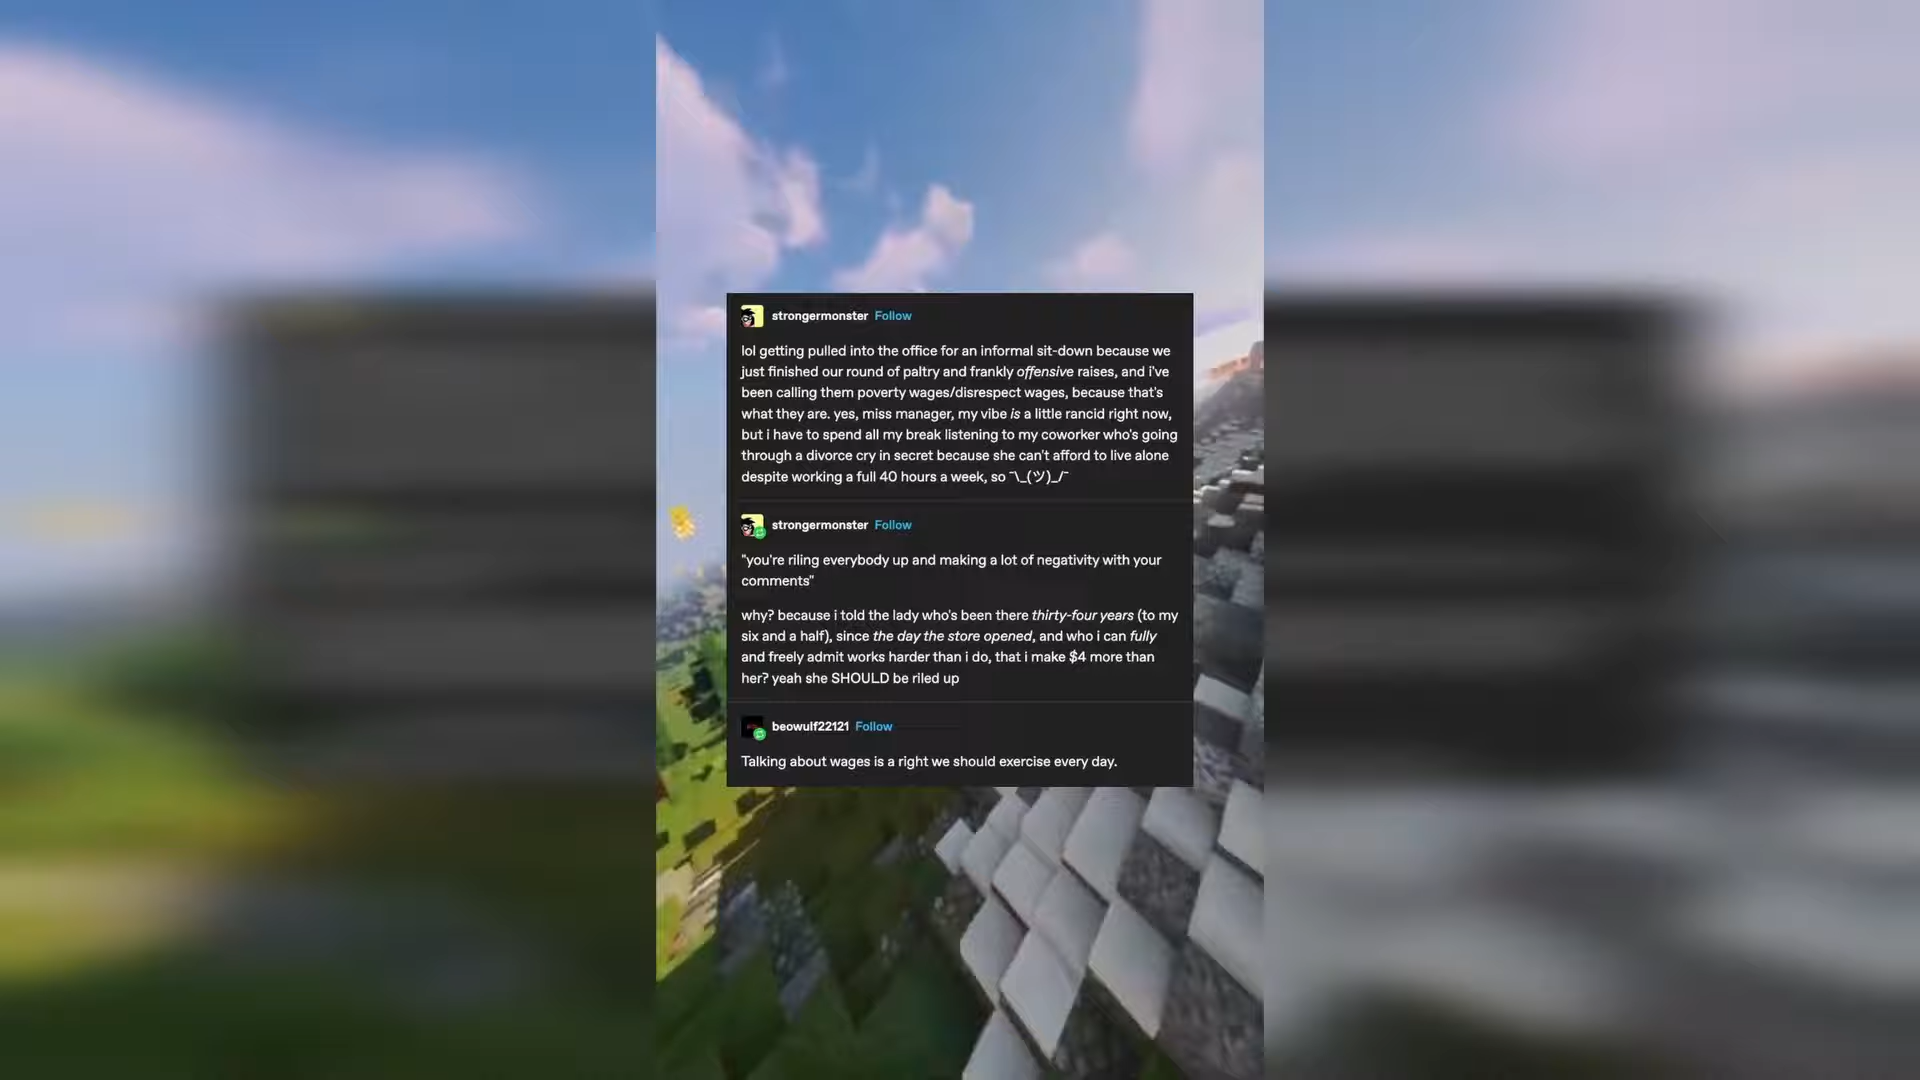 strongermonster Follow
lol getting pulled into the office for an informal sit-down because we
just finished our round of paltry and frankly offensive raises, and i've
been calling them poverty wages/disrespect wages, because that's
what they are. yes, miss manager, my vibe is a little rancid right now,
but i have to spend all my break listening to my coworker who's going
through a divorce cry in secret because she can't afford to live alone
despite working a full 40 hours a week, so ¯\_(ツ)_/¯
strongermonster Follow
"you're riling everybody up and making a lot of negativity with your
comments"
why? because i told the lady who's been there thirty-four years (to my
six and a half), since the day the store opened, and who i can fully
and freely admit works harder than i do, that i make $4 more than
her? yeah she SHOULD be riled up
beowulf22121 Follow
Talking about wages is a right we should exercise every day.